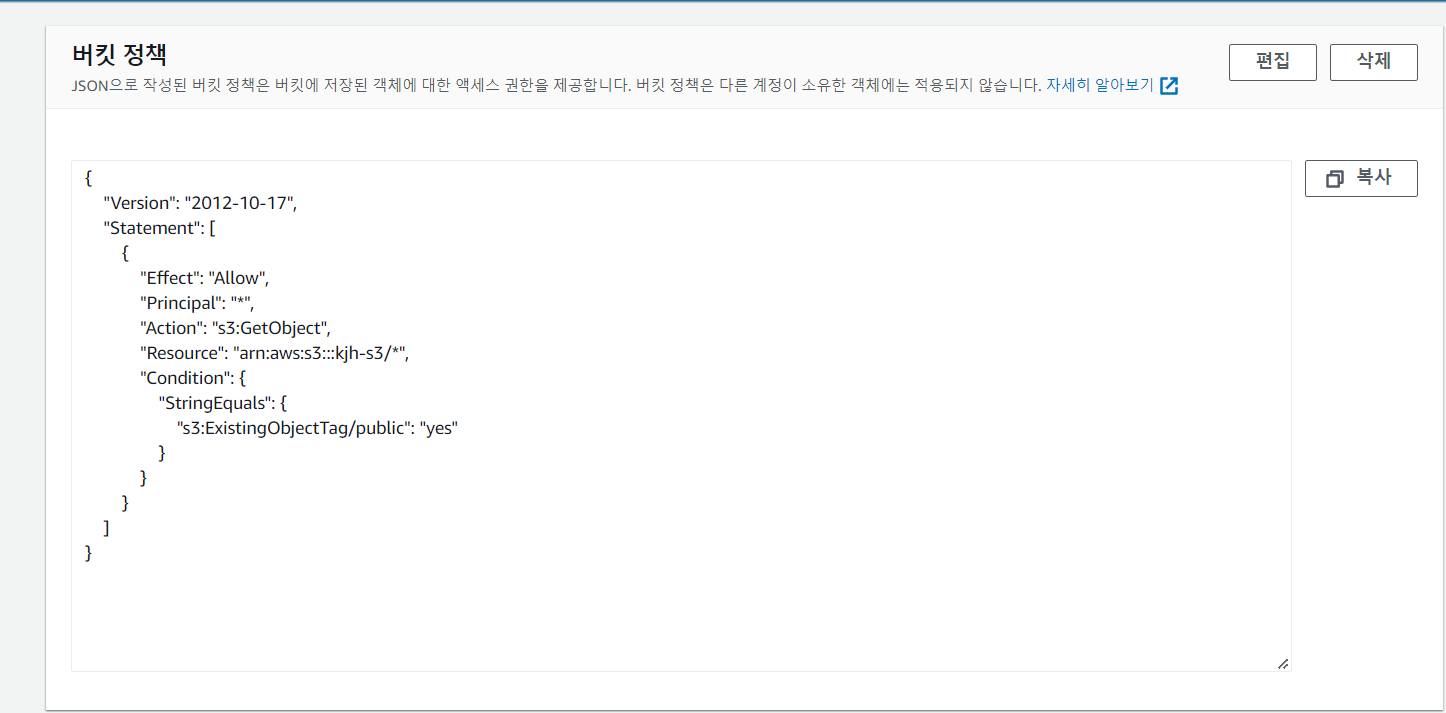 버킷 정책
편집
삭제
JSON으로 작성된 버킷 정책은 버킷에 저장된 객체에 대한 액세스 권한을 제공합니다. 버킷 정책은 다른 계정이 소유한 객체에는 적용되지 않습니다. 자세히 알아보기
복사
{
"Version": "2012-10-17",
"Statement": [
{
"Effect": "Allow",
"Principal": "*",
"Action": "s3:GetObject",
"Resource": "arn:aws:s3:::kjh-s3/*",
"Condition": {
"StringEquals": {
"s3:ExistingObjectTag/public": "yes"
}
}
}
]
}